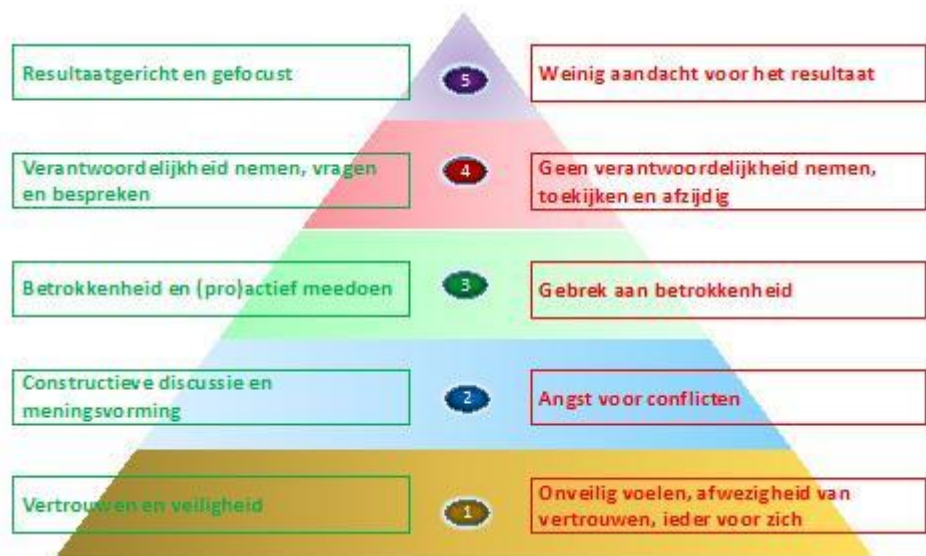 Resultaatgericht en gefocust
5
Weinig aandacht voor het resultaat
Verantwoordelijkheid nemen, vragen
en bespreken
4
Geen verantwoordelijkheid nemen,
toekijken en afzijdig
Betrokkenheid en (pro)actief meedoen
3
Gebrek aan betrokkenheid
Constructieve discussie en
meningsvorming
2
Angst voor conflicten
Vertrouwen en veiligheid
1
Onveilig voelen, afwezigheid van
vertrouwen, ieder voor zich